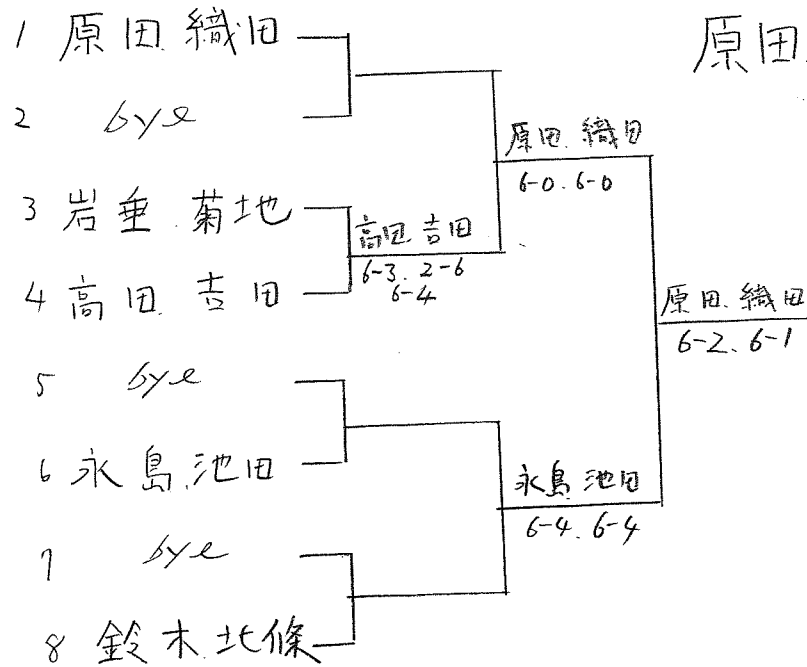 1 原田.織田
原田.
2 bye
原田.織田
6-0.6-0
3 岩垂.菊地
高田.吉田
6-3.2-6
6-4
4 高田.吉田
原田.織田
6-2.6-1
5 bye
6 永島.池田
永島.池田
6-4.6-4
7 bye
8 鈴木.北條